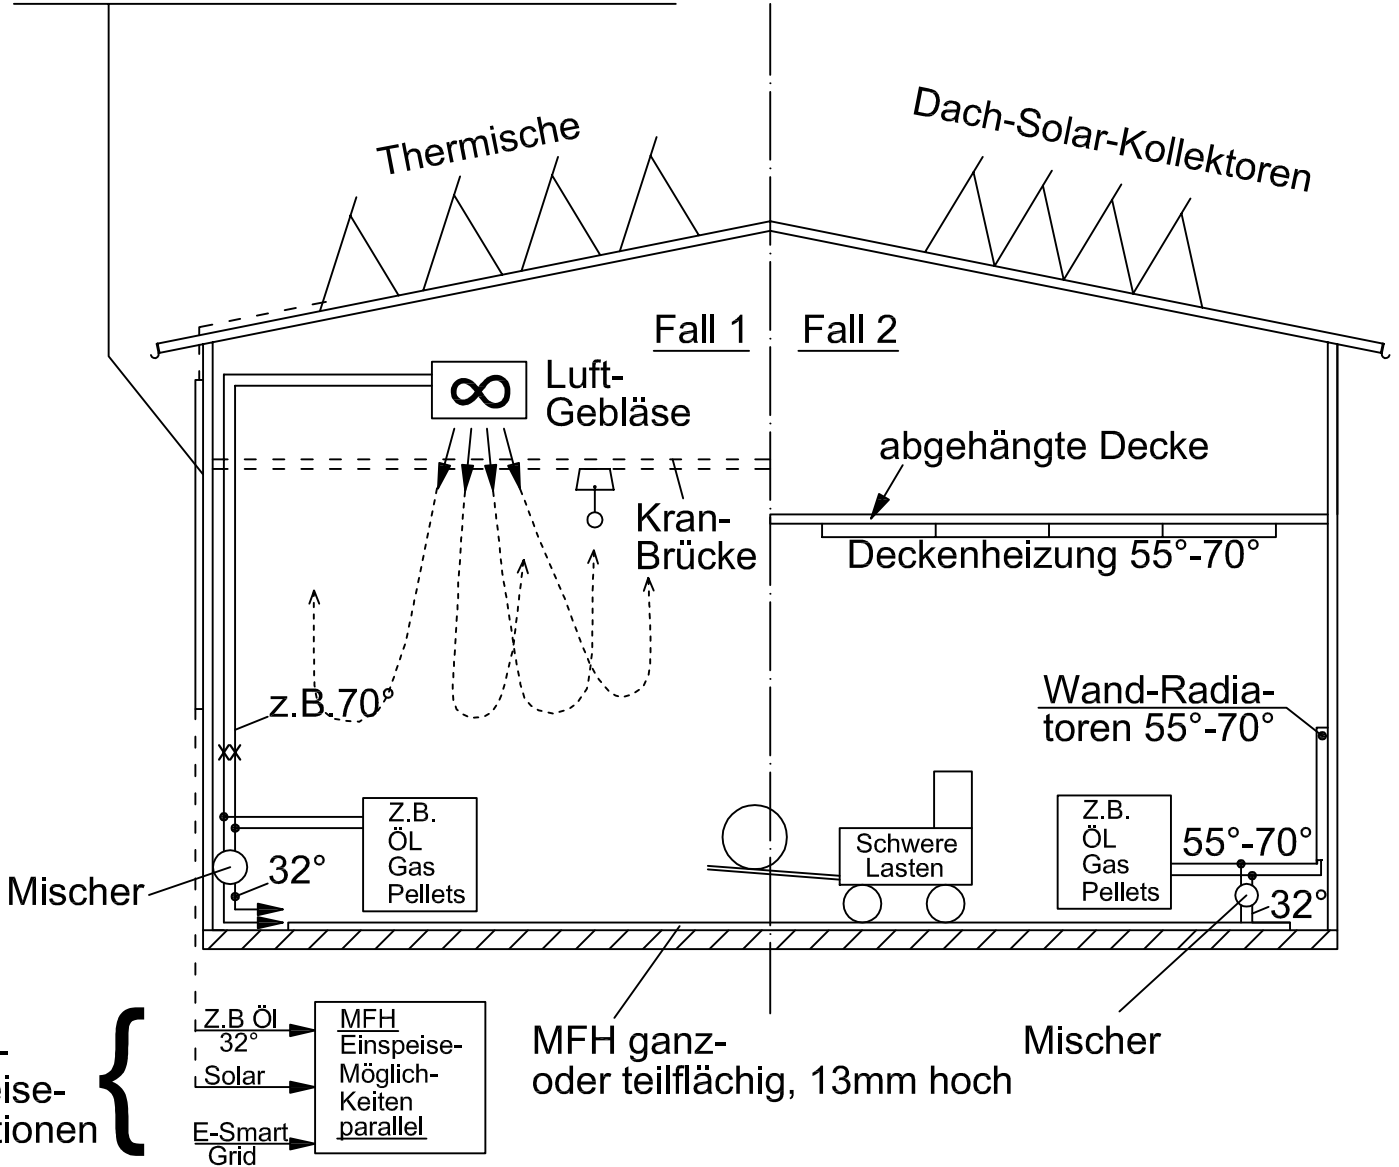 Thermische
Dach-Solar-Kollektoren
Fall 1
Fall 2
Luft-
Gebläse
abgehängte Decke
Kran-
Brücke
Deckenheizung 55°-70°
z.B.70°
Wand-Radia-
toren 55°-70°
Z.B.
ÖL
Gas
Pellets
32°
Mischer
Schwere
Lasten
Z.B.
ÖL
Gas
Pellets
55°-70°
32°
Z.B Öl
32°
Solar
E-Smart
Grid
MFH
Einspeise-
Möglich-
Keiten
parallel
MFH ganz-
oder teilflächig, 13mm hoch
Mischer